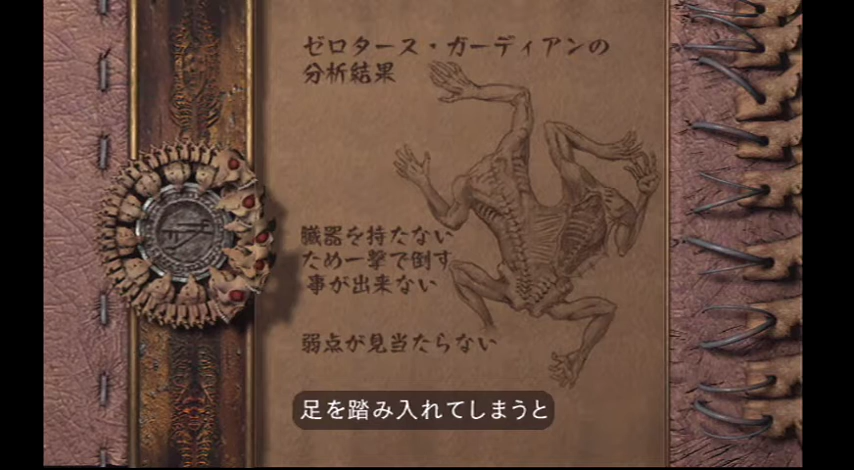 ゼロタース・ガーディアンの
分析結果
臓器を持たない
ため一撃で倒す
事が出来ない
弱点が見当たらない
足を踏み入れてしまうと